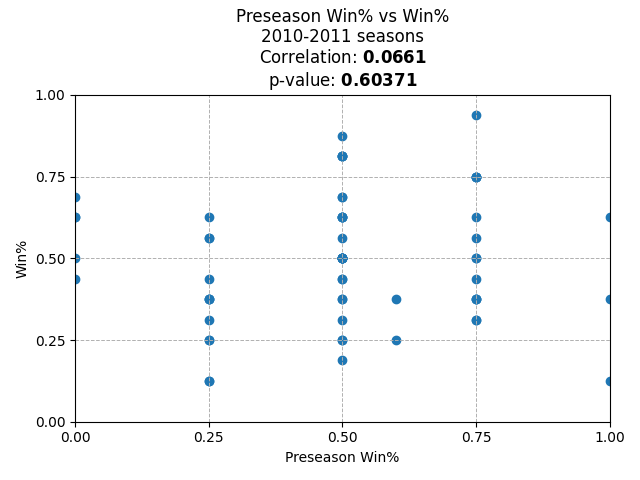 Preseason Win% vs Win%
2010-2011 seasons
Correlation: 0.0661
p-value: 0.60371
1.00
0.75
0.50
0.25
0.00
Win%
0.00 0.25 0.50 0.75 1.00
Preseason Win%